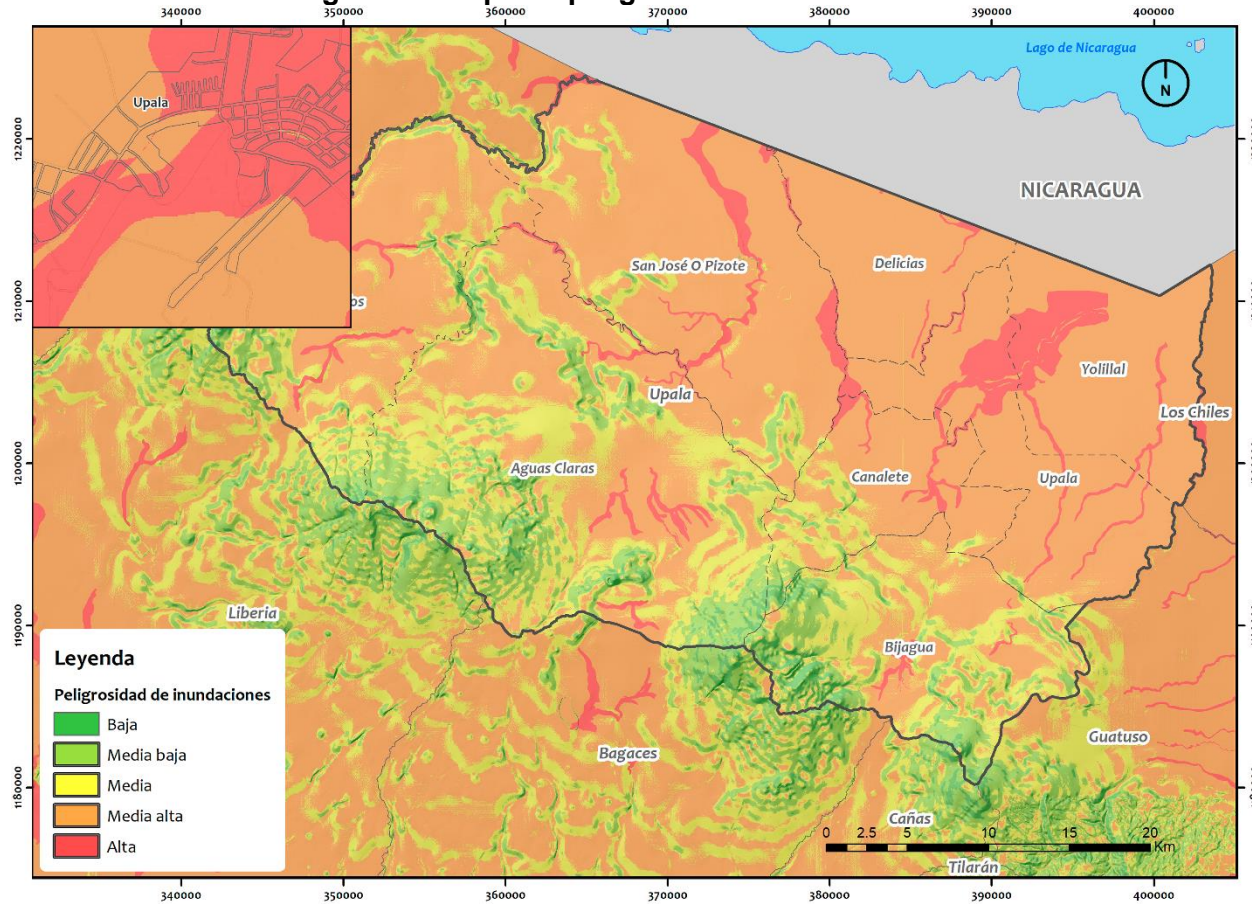 340000 350000 360000 370000 380000 390000 400000
Lago de Nicaragua
N
Upala
1220000
NICARAGUA
San José O Pizote
Delicias
1210000
os
Yolillal
Upala
Los Chiles
Aguas Claras
Canalete
Upala
1200000
Liberia
1190000
Bijagua
Leyenda
Peligrosidad de inundaciones
Baja
Media baja
Media
Media alta
Alta
Guatuso
Bagaces
1180000
Cañas
0 2.5 5 10 15 20
Km
Tilarán
340000 350000 360000 370000 380000 390000 400000